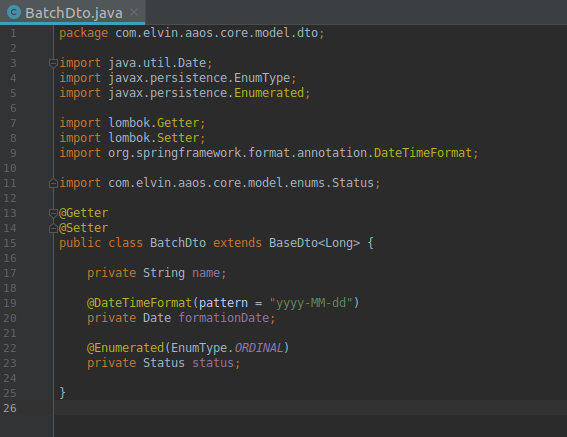 BatchDto.java
1 package com.elvin.aaos.core.model.dto;
2
3 import java.util.Date;
4 import javax.persistence.EnumType;
5 import javax.persistence.Enumerated;
6
7 import lombok.Getter;
8 import lombok.Setter;
9 import org.springframework.format.annotation.DateTimeFormat;
10
11 import com.elvin.aaos.core.model.enums.Status;
12
13 @Getter
14 @Setter
15 public class BatchDto extends BaseDto<Long> {
16
17 private String name;
18
19 @DateTimeFormat(pattern = "yyyy-MM-dd")
20 private Date formationDate;
21
22 @Enumerated(EnumType.ORDINAL)
23 private Status status;
24
25 }
26